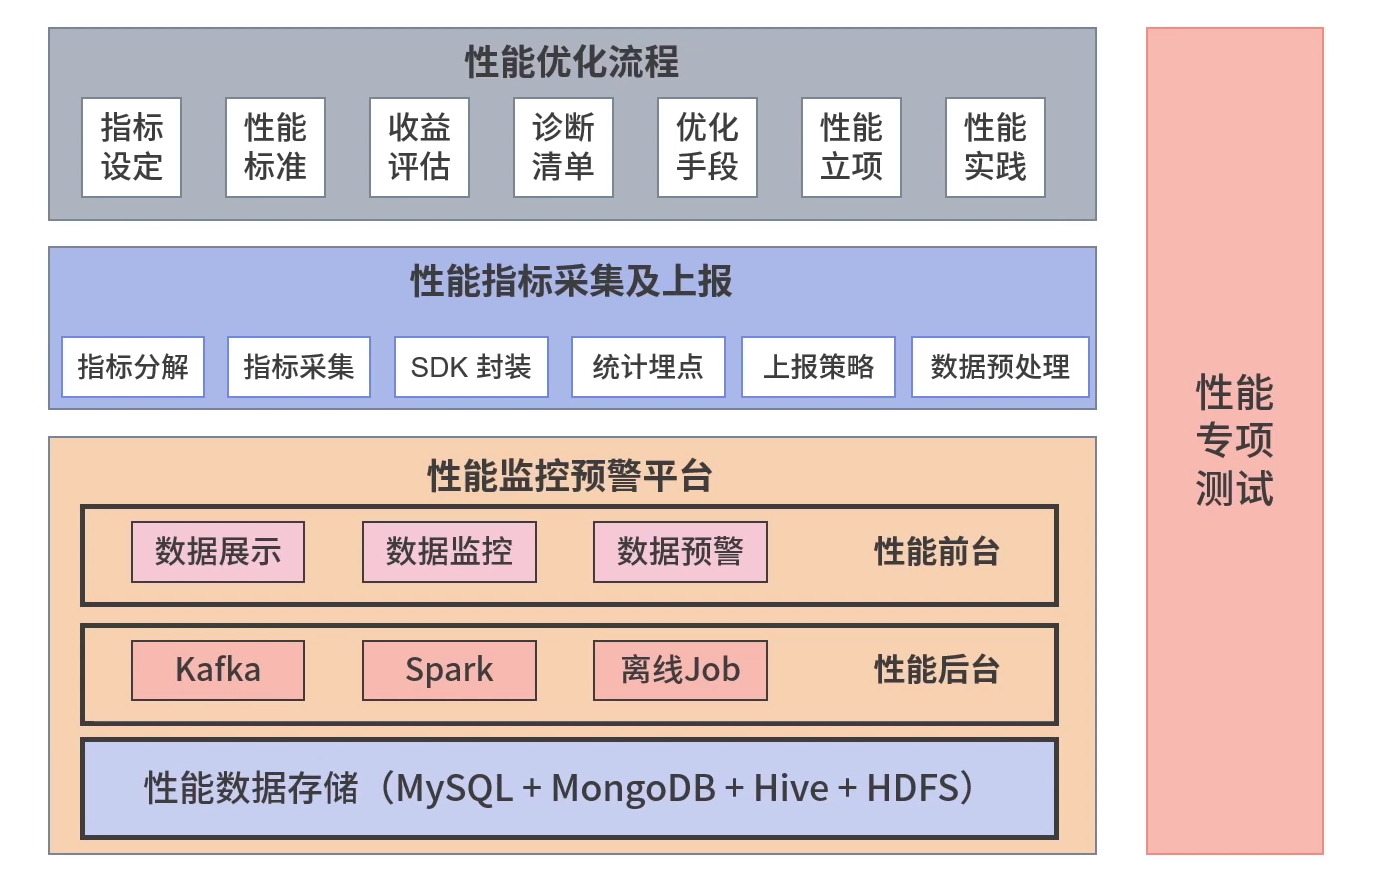 性能优化流程
指标
设定
性能
标准
收益
评估
诊断
清单
优化
手段
性能
立项
性能
实践
性能指标采集及上报
指标分解
指标采集
SDK 封装
统计埋点
上报策略
数据预处理
性能监控预警平台
数据展示
数据监控
数据预警
性能前台
Kafka
Spark
离线Job
性能后台
性能数据存储（MySQL + MongoDB + Hive + HDFS）
性能
专项
测试